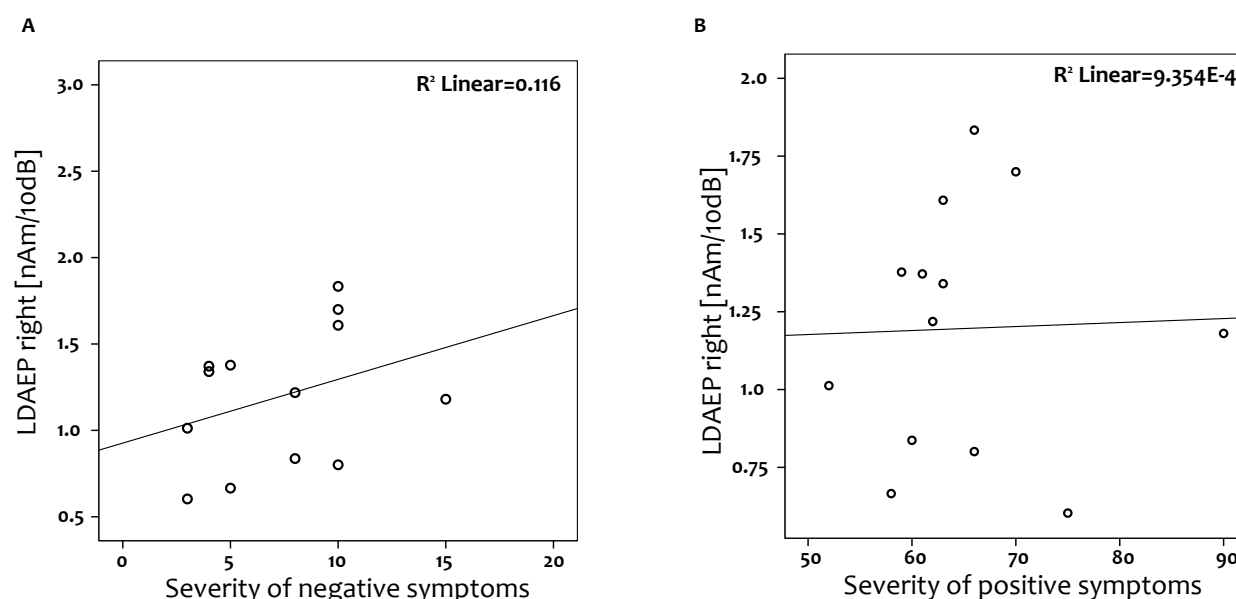 A
R² Linear=0.116
LDAEP right [nAm/10dB]
3.0
2.5
2.0
1.5
1.0
0.5
0 5 10 15 20
Severity of negative symptoms
B
R² Linear=9.354E-4
LDAEP right [nAm/10dB]
2.0
1.75
1.5
1.25
1.0
0.75
50 60 70 80 90
Severity of positive symptoms